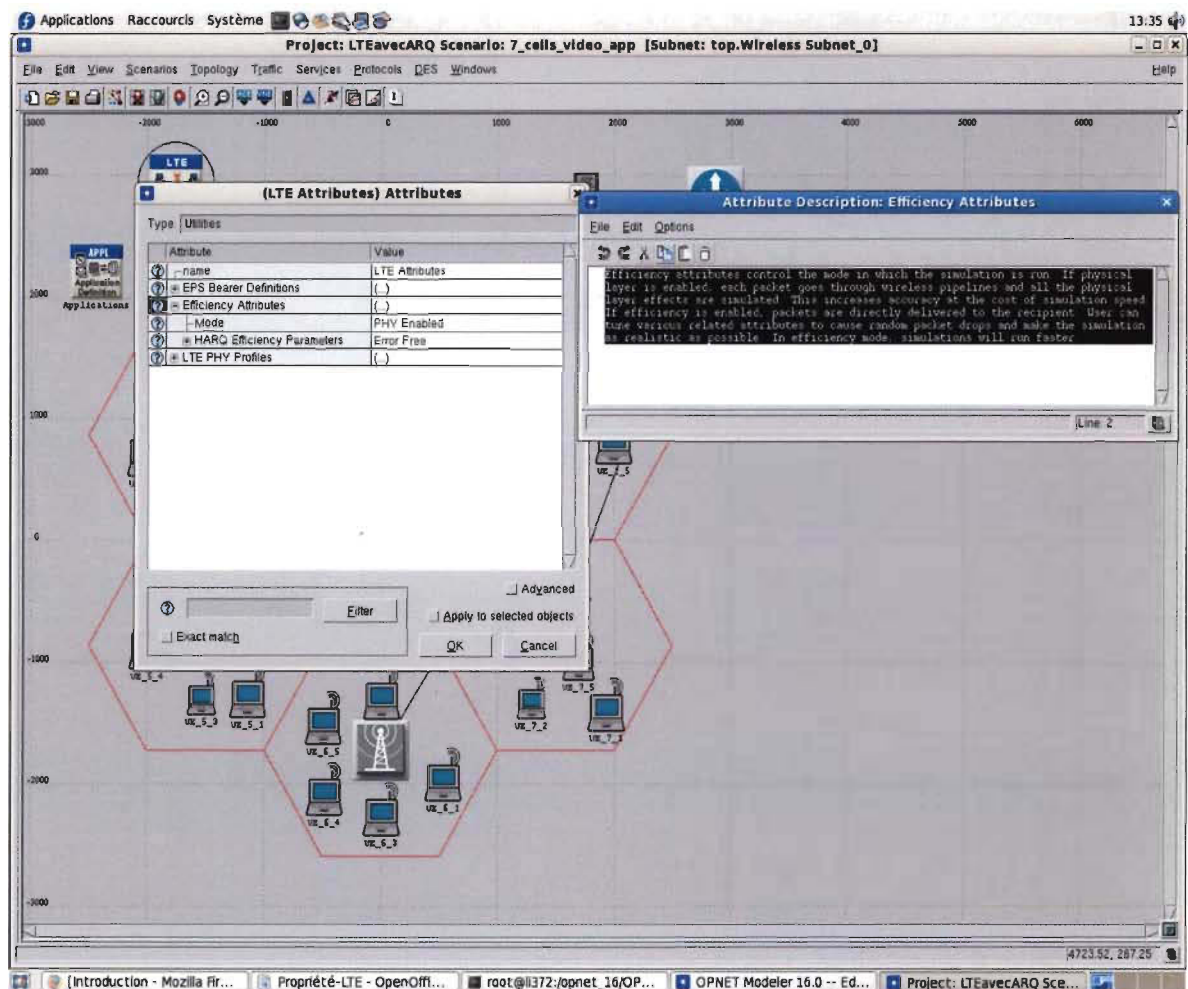 Applications Raccourcis Système
13:35
Project: LTEavecARQ Scenario: 7_cells_video_app [Subnet: top.Wireless Subnet_0]
File Edit View Scenarios Topology Traffic Services Protocols DES Windows
Help
-3000 -2000 -1000 0 1000 2000 3000 4000 5000 6000
LTE
3000
(LTE Attributes) Attributes
Type: Utilities
Attribute Value
name LTE Attributes
EPS Bearer Definitions (...)
Efficiency Attributes (...)
Mode PHY Enabled
HARQ Efficiency Parameters Error Free
LTE PHY Profiles (...)
Advanced
Filter
Apply to selected objects
Exact match
OK Cancel
Attribute Description: Efficiency Attributes
File Edit Options
Efficiency attributes control the mode in which the simulation is run. If physical
layer is enabled, each packet goes through wireless pipelines and all the physical
layer effects are simulated. This increases accuracy at the cost of simulation speed
If efficiency is enabled, packets are directly delivered to the recipient. User can
tune various related attributes to cause random packet drops and make the simulation
as realistic as possible. In efficiency mode, simulations will run faster
Line: 2
APPL
Application
Definition
Applications
2000
1000
0
-1000
-2000
-3000
UE_5_4
UE_5_3
UE_5_1
UE_6_5
UE_6_4
UE_6_3
UE_6_1
UE_7_2
UE_7_5
UE_7_1
4723.52, 287.25
[Introduction - Mozilla Fir...
Propriété-LTE - OpenOffi...
root@li372:/opnet_16/OP...
OPNET Modeler 16.0 -- Ed...
Project: LTEavecARQ Sce...